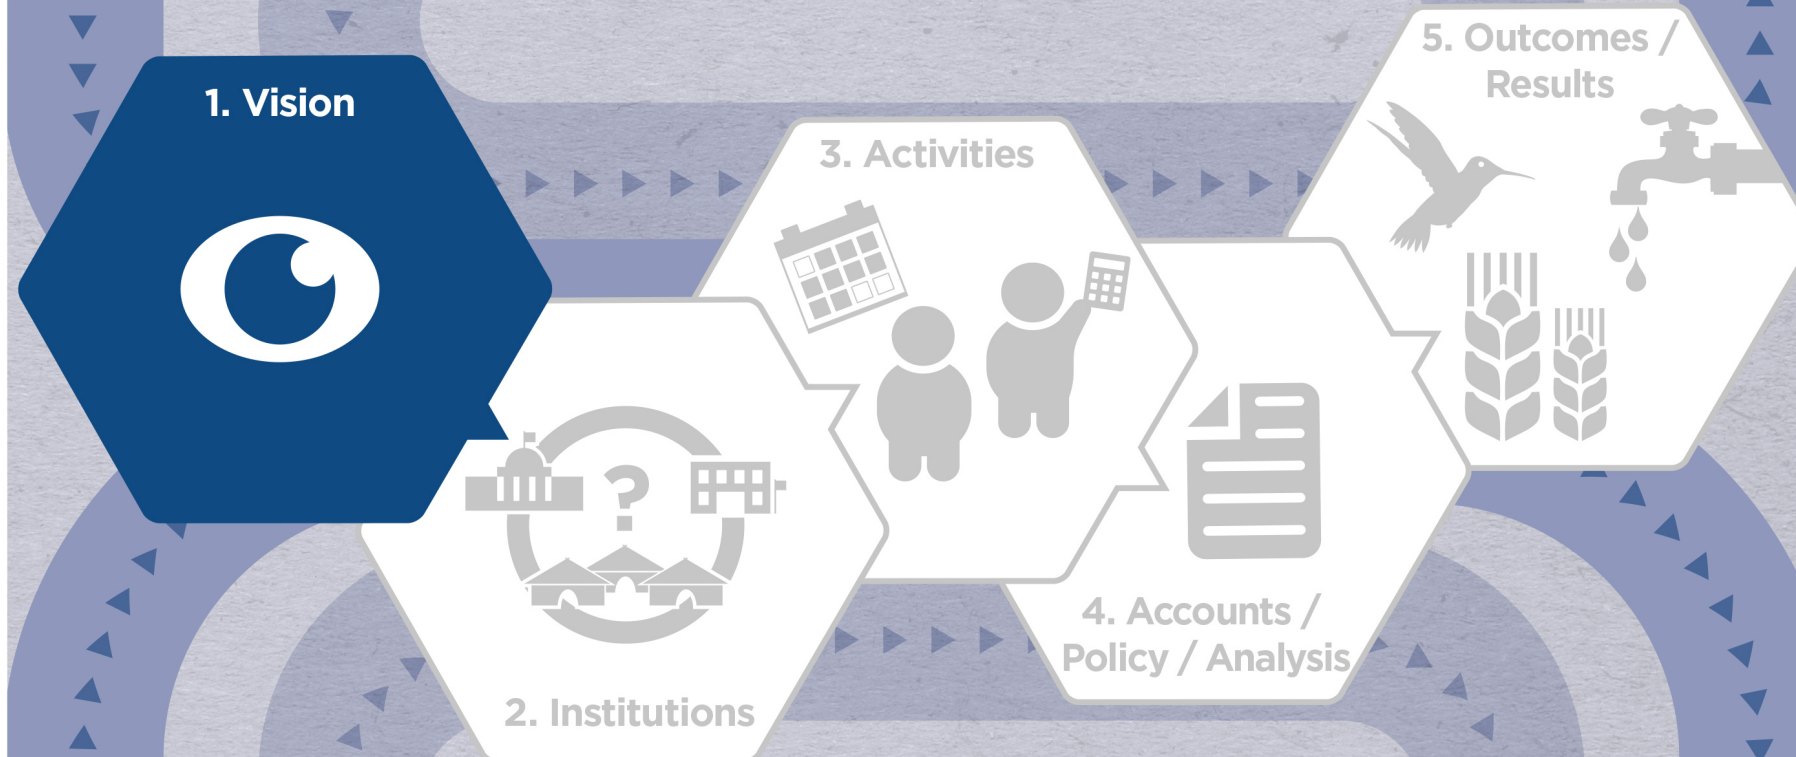 1. Vision
2. Institutions
?
3. Activities
4. Accounts /
Policy / Analysis
5. Outcomes /
Results